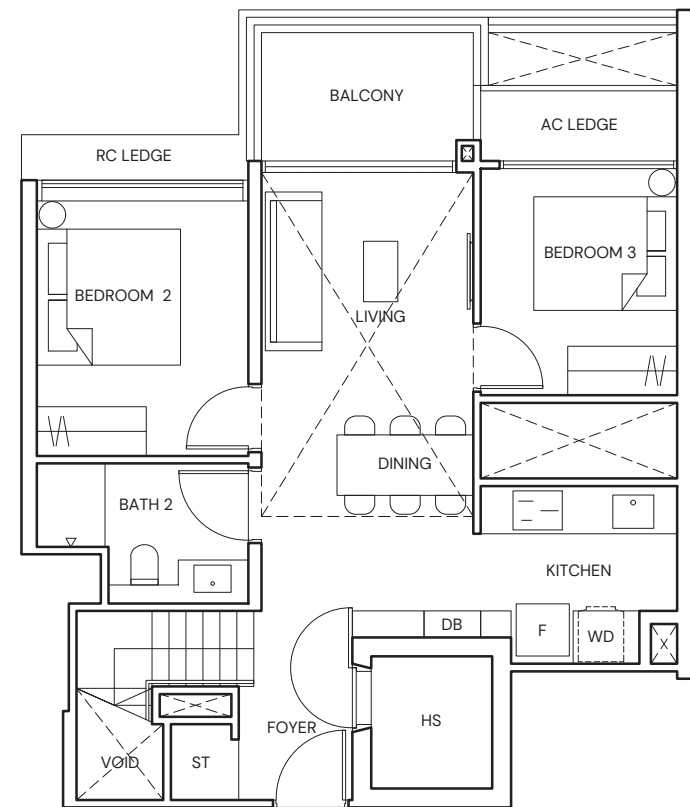 BALCONY
AC LEDGE
RC LEDGE
BEDROOM 3
BEDROOM 2
LIVING
DINING
BATH 2
KITCHEN
DB
F
WD
X
FOYER
HS
VOID
ST